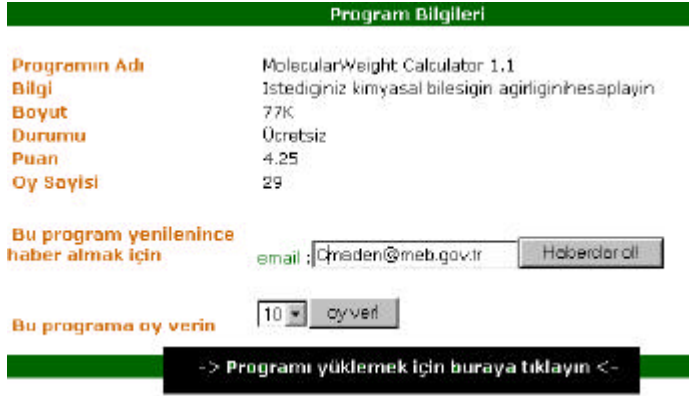 Program Bilgileri
Programın Adı MolecularWeight Calculator 1.1
Bilgi Istediginiz kimyasal bilesigin agirliginihesaplayin
Boyut 77K
Durumu Ücretsiz
Puan 4.25
Oy Sayisi 29
Bu program yenilenince
haber almak için email : maden@meb.gov.tr Haberdar ol!
Bu programa oy verin 10 oy ver!
-> Programı yüklemek için buraya tıklayın <-